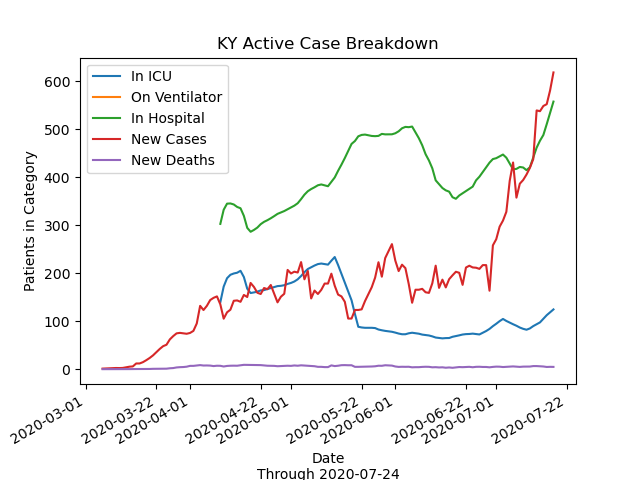 KY Active Case Breakdown
In ICU
On Ventilator
In Hospital
New Cases
New Deaths
600
500
400
300
200
100
0
Patients in Category
2020-03-01
2020-03-22
2020-04-01
2020-04-22
2020-05-01
2020-05-22
2020-06-01
2020-06-22
2020-07-01
2020-07-22
Date
Through 2020-07-24